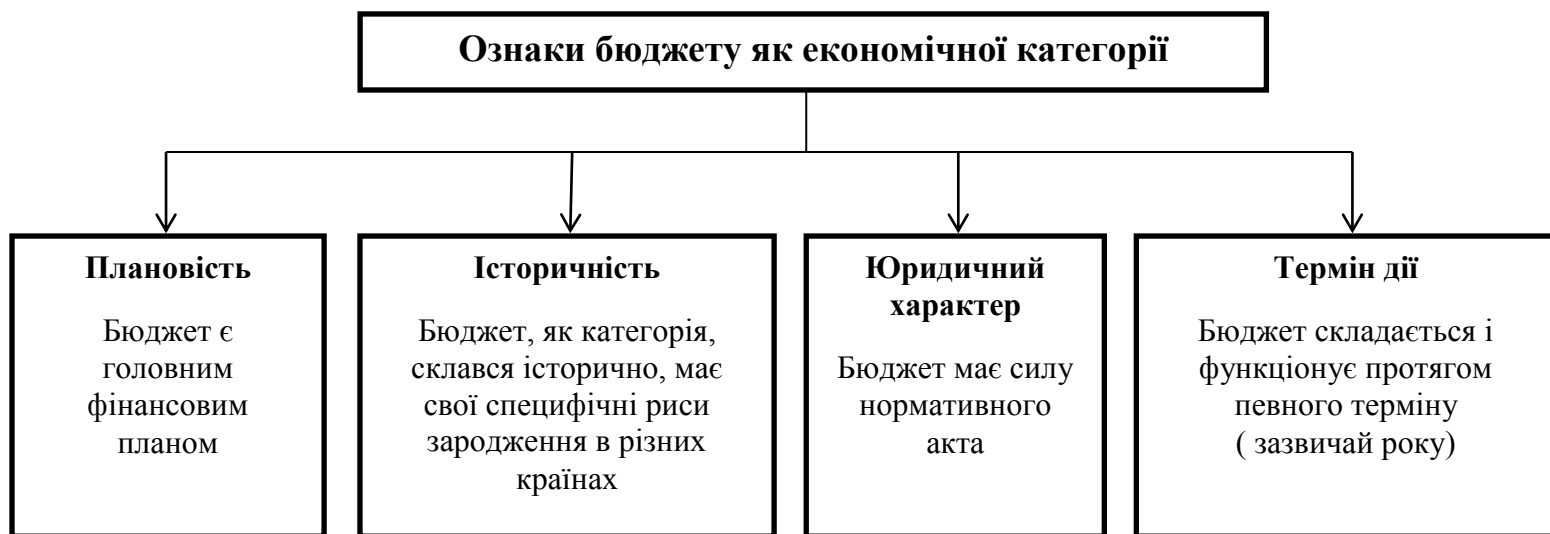 Ознаки бюджету як економічної категорії
Плановість
Бюджет є
головним
фінансовим
планом
Історичність
Бюджет, як категорія,
склався історично, має
свої специфічні риси
зародження в різних
країнах
Юридичний
характер
Бюджет має силу
нормативного
акта
Термін дії
Бюджет складається і
функціонує протягом
певного терміну
( зазвичай року)